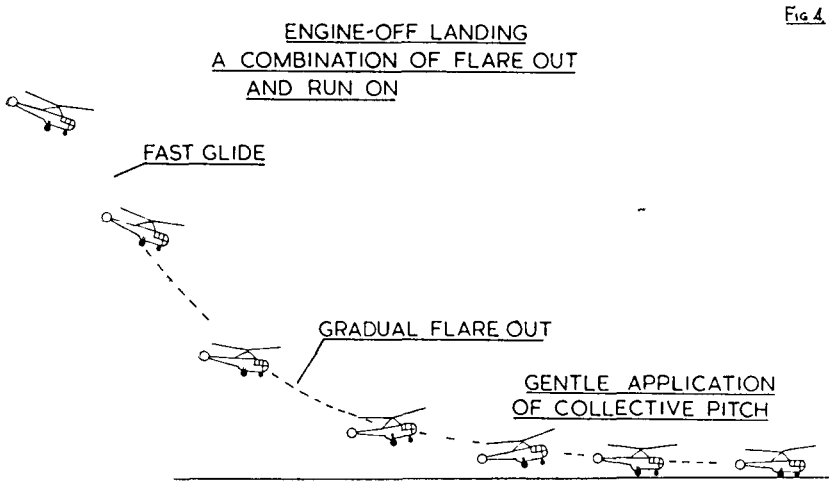 FIG 4.
ENGINE-OFF LANDING
A COMBINATION OF FLARE OUT
AND RUN ON
FAST GLIDE
GRADUAL FLARE OUT
GENTLE APPLICATION
OF COLLECTIVE PITCH